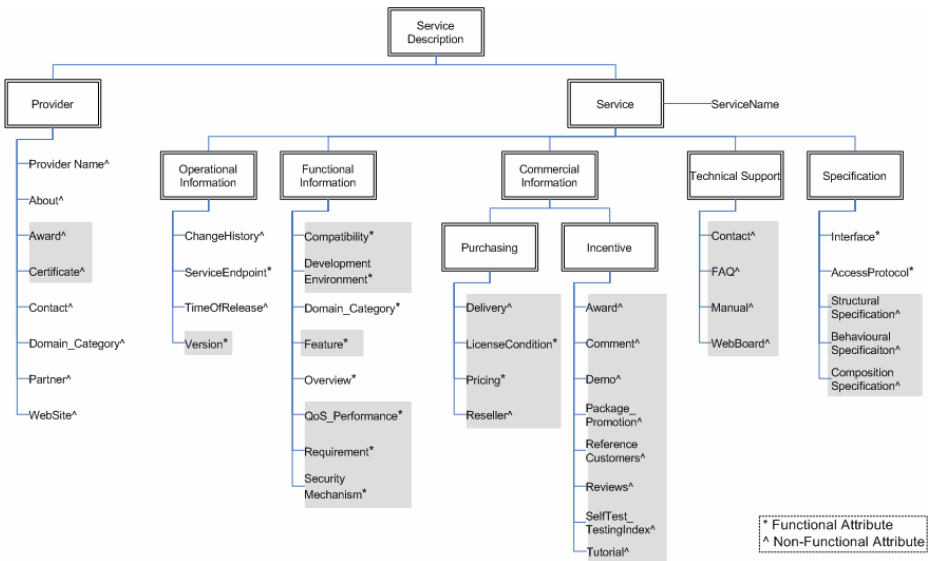 Service
Description
Provider
Service
ServiceName
Provider Name^
About^
Award^
Certificate^
Contact^
Domain_Category^
Partner^
WebSite^
Operational
Information
ChangeHistory^
ServiceEndpoint*
TimeOfRelease^
Version*
Functional
Information
Compatibility*
Development
Environment*
Domain_Category*
Feature*
Overview*
QoS_Performance*
Requirement*
Security
Mechanism*
Commercial
Information
Purchasing
Delivery^
LicenseCondition*
Pricing*
Reseller^
Incentive
Award^
Comment^
Demo^
Package_
Promotion^
Reference
Customers^
Reviews^
SelfTest_
TestingIndex^
Tutorial^
Technical Support
Contact^
FAQ^
Manual^
WebBoard^
Specification
Interface*
AccessProtocol*
Structural
Specification^
Behavioural
Specificaiton^
Composition
Specification^
* Functional Attribute
^ Non-Functional Attribute